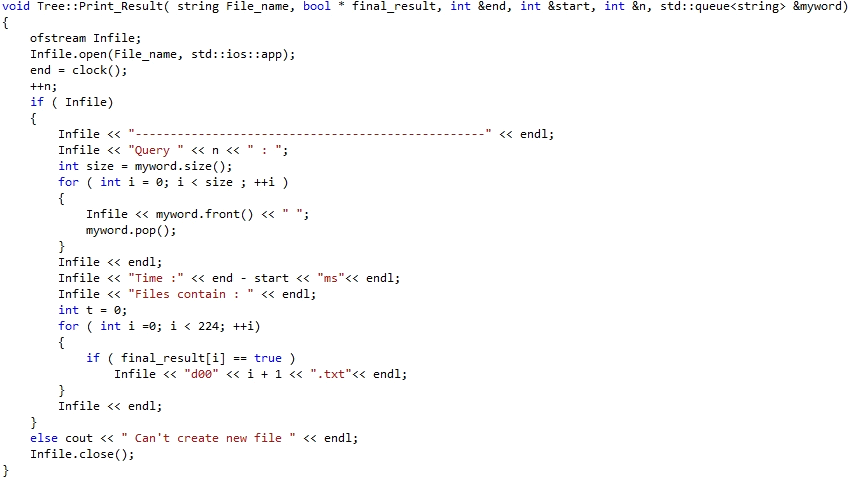 void Tree::Print_Result( string File_name, bool * final_result, int &end, int &start, int &n, std::queue<string> &myword)
{
    ofstream Infile;
    Infile.open(File_name, std::ios::app);
    end = clock();
    ++n;
    if ( Infile)
    {
        Infile << "--------------------------------------------------" << endl;
        Infile << "Query " << n << " : ";
        int size = myword.size();
        for ( int i = 0; i < size ; ++i )
        {
            Infile << myword.front() << " ";
            myword.pop();
        }
        Infile << endl;
        Infile << "Time :" << end - start << "ms"<< endl;
        Infile << "Files contain : " << endl;
        int t = 0;
        for ( int i =0; i < 224; ++i)
        {
            if ( final_result[i] == true )
                Infile << "d00" << i + 1 << ".txt"<< endl;
        }
        Infile << endl;
    }
    else cout << " Can't create new file " << endl;
    Infile.close();
}